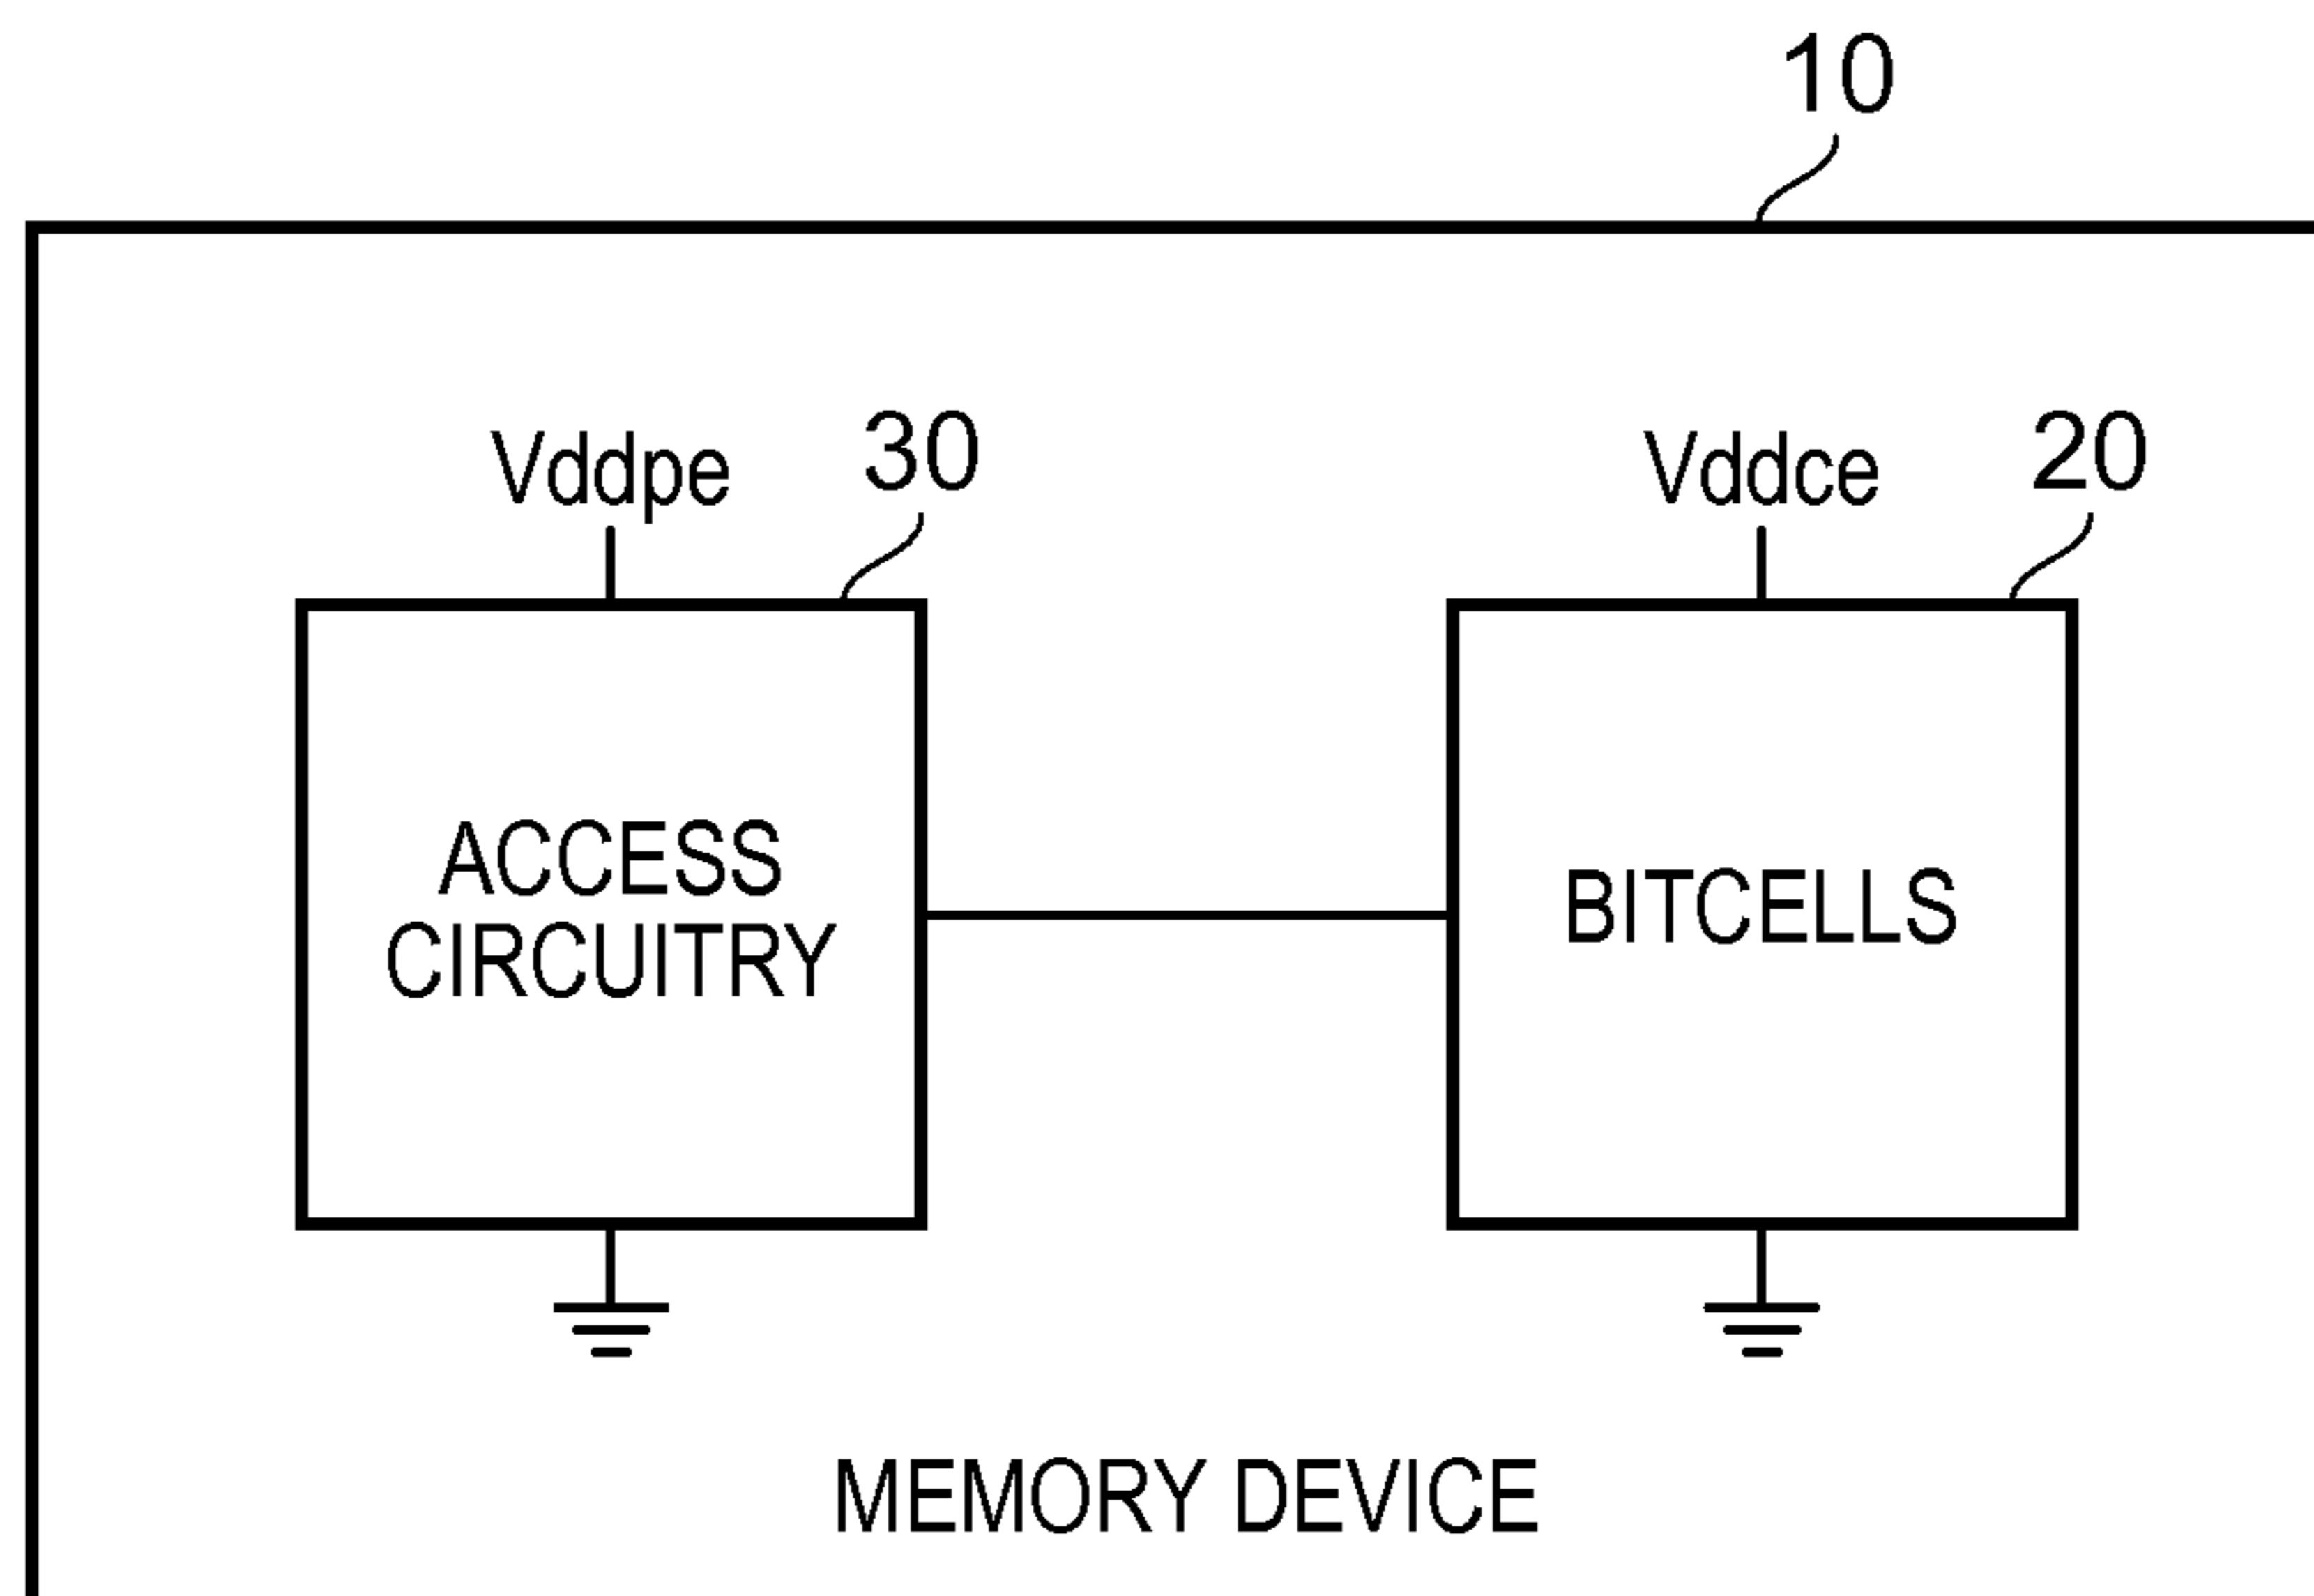 10
Vddpe
30
Vddce
20
ACCESS
CIRCUITRY
BITCELLS
MEMORY DEVICE